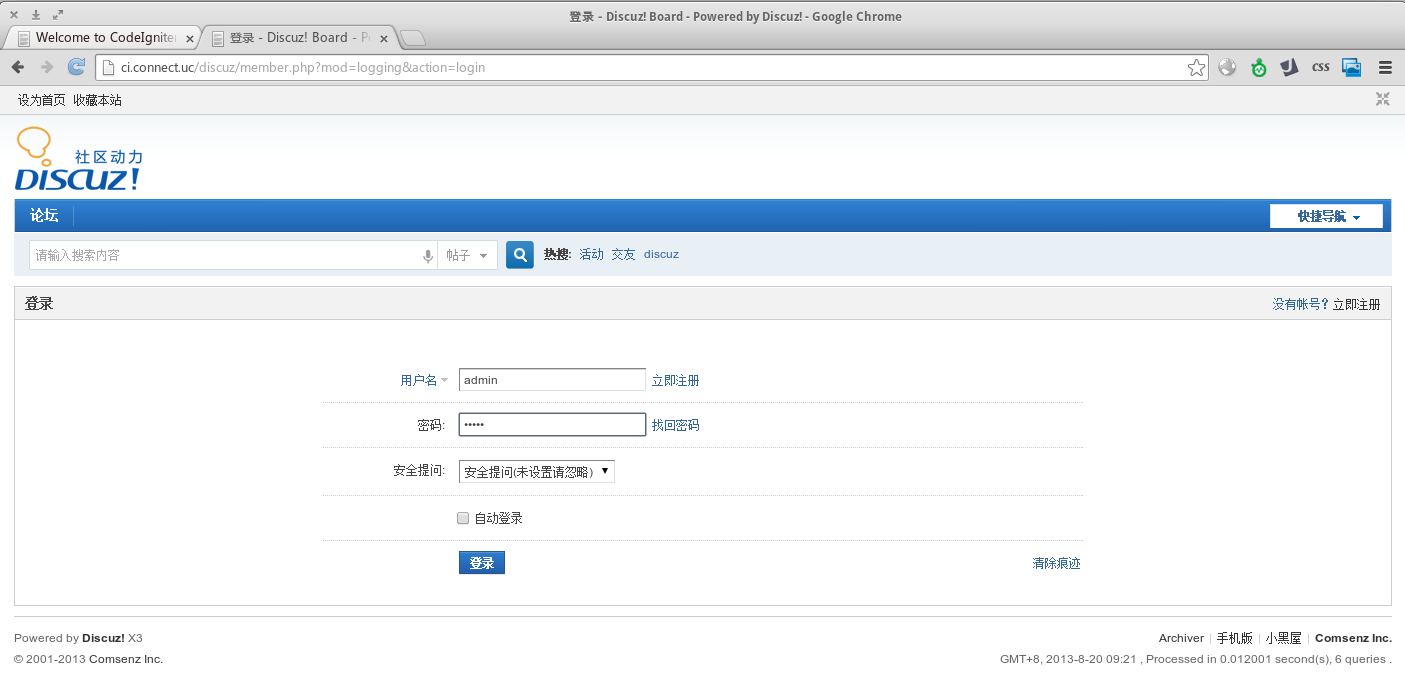 登录 - Discuz! Board - Powered by Discuz! - Google Chrome
Welcome to CodeIgniter 登录 - Discuz! Board - P
ci.connect.uc/discuz/member.php?mod=logging&action=login css
设为首页 收藏本站
社区动力
DISCUZ!
论坛 快捷导航
请输入搜索内容 帖子 热搜: 活动 交友 discuz
登录 没有帐号? 立即注册
用户名 admin 立即注册
密码: ••••• 找回密码
安全提问: 安全提问(未设置请忽略)
自动登录
登录 清除痕迹
Powered by Discuz! X3 Archiver | 手机版 | 小黑屋 | Comsenz Inc.
© 2001-2013 Comsenz Inc. GMT+8, 2013-8-20 09:21 , Processed in 0.012001 second(s), 6 queries .